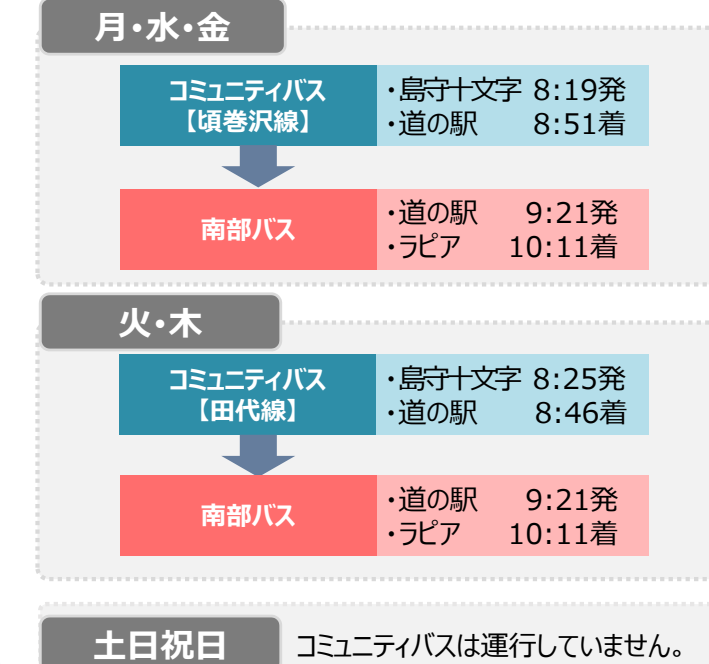 月・水・金
コミュニティバス
【頃巻沢線】
・島守十文字 8:19発
・道の駅 8:51着
南部バス
・道の駅 9:21発
・ラピア 10:11着
火・木
コミュニティバス
【田代線】
・島守十文字 8:25発
・道の駅 8:46着
南部バス
・道の駅 9:21発
・ラピア 10:11着
土日祝日
コミュニティバスは運行していません。